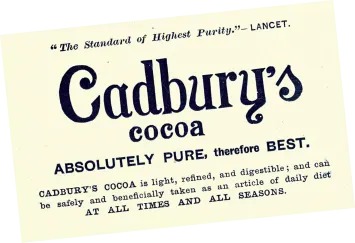 “The Standard of Highest Purity.”—LANCET.
Cadbury's
cocoa
ABSOLUTELY PURE, therefore BEST.
CADBURY'S COCOA is light, refined, and digestible; and can
be safely and beneficially taken as an article of daily diet
AT ALL TIMES AND ALL SEASONS.